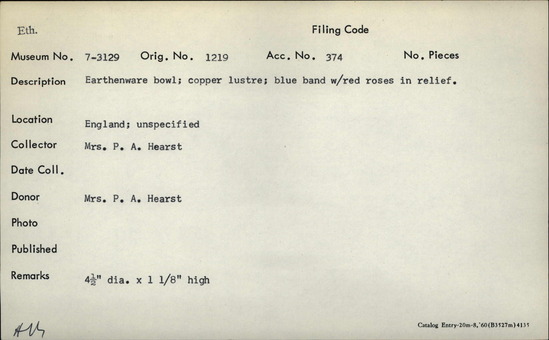 Eth. Filing Code
Museum No. 7-3129 Orig. No. 1219 Acc. No. 374 No. Pieces
Description Earthenware bowl; copper lustre; blue band w/red roses in relief.
Location England; unspecified
Collector Mrs. P. A. Hearst
Date Coll.
Donor Mrs. P. A. Hearst
Photo
Published
Remarks 4½" dia. x 1 1/8" high
Catalog Entry-20m-8,'60(B3527m)4135